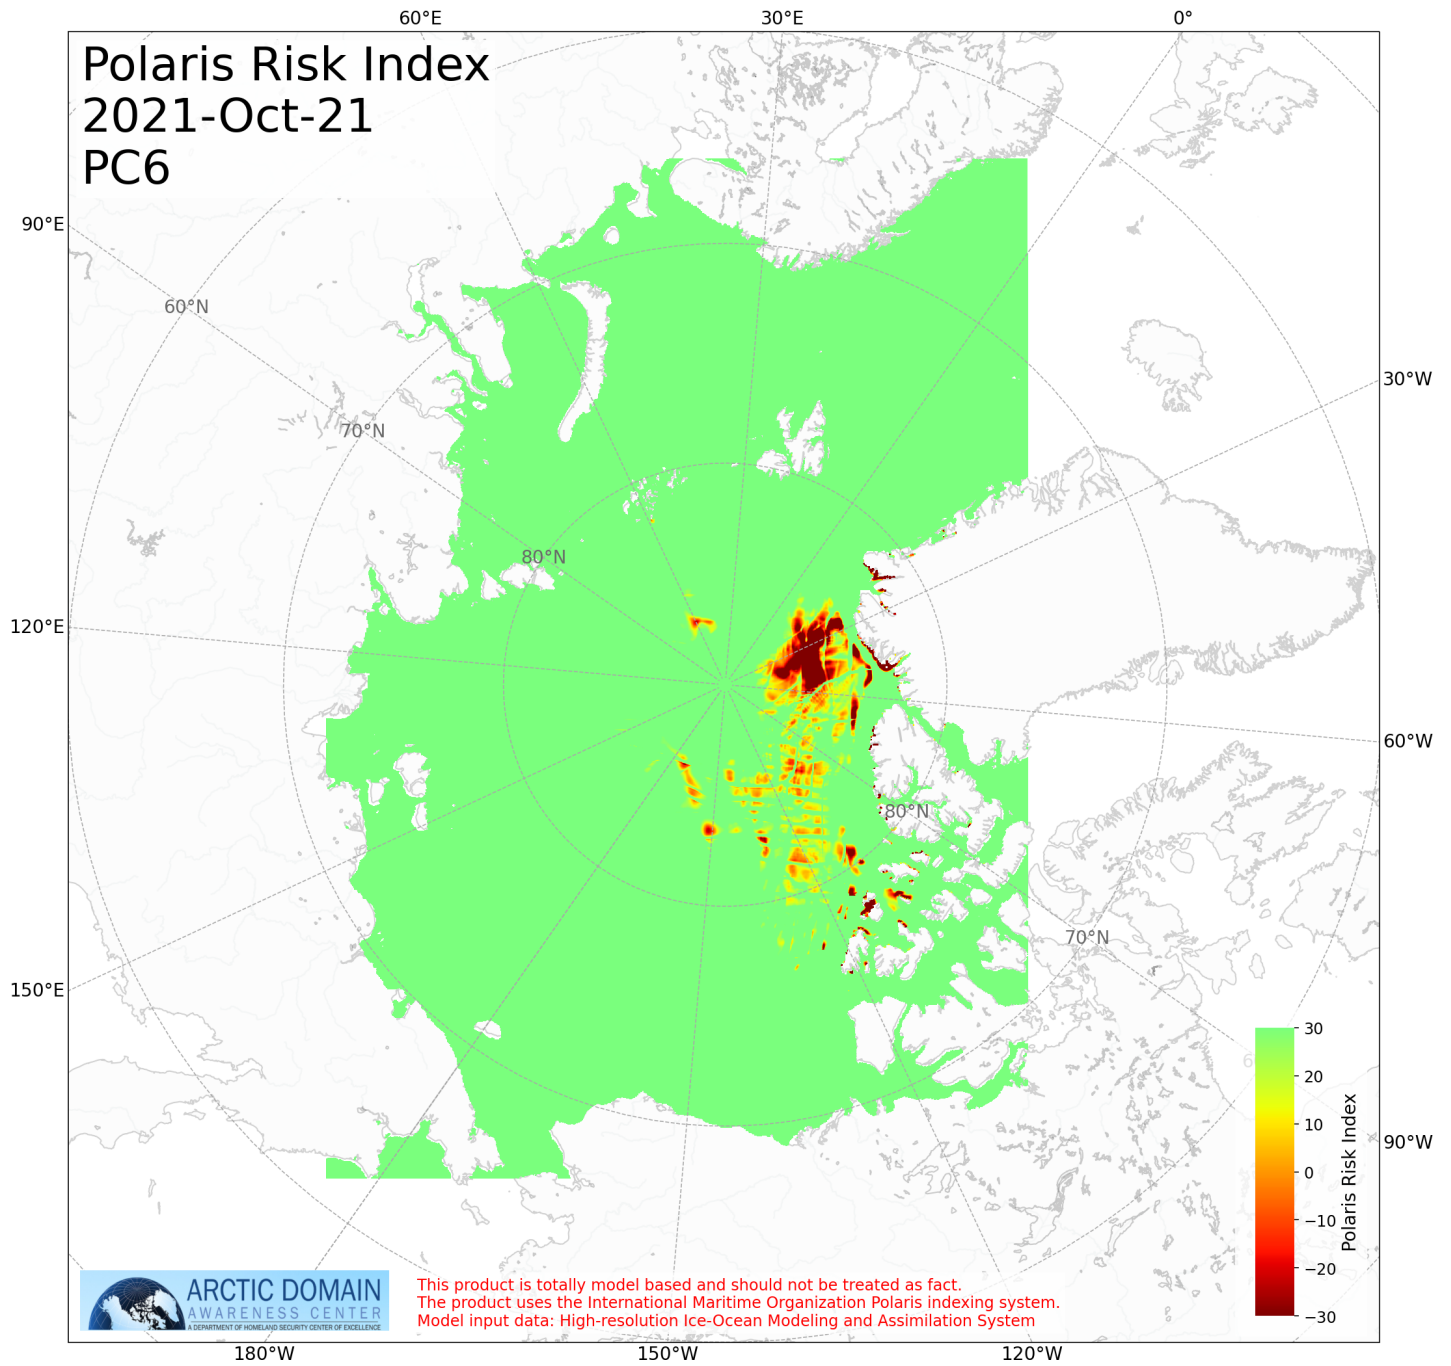 60°E
30°E
0°
Polaris Risk Index
2021-Oct-21
PC6
90°E
60°N
30°W
70°N
80°N
120°E
60°W
80°N
70°N
150°E
30
20
10
0
−10
−20
−30
Polaris Risk Index
90°W
ARCTIC DOMAIN
AWARENESS CENTER
A DEPARTMENT OF HOMELAND SECURITY CENTER OF EXCELLENCE
This product is totally model based and should not be treated as fact.
The product uses the International Maritime Organization Polaris indexing system.
Model input data: High-resolution Ice-Ocean Modeling and Assimilation System
180°W
150°W
120°W